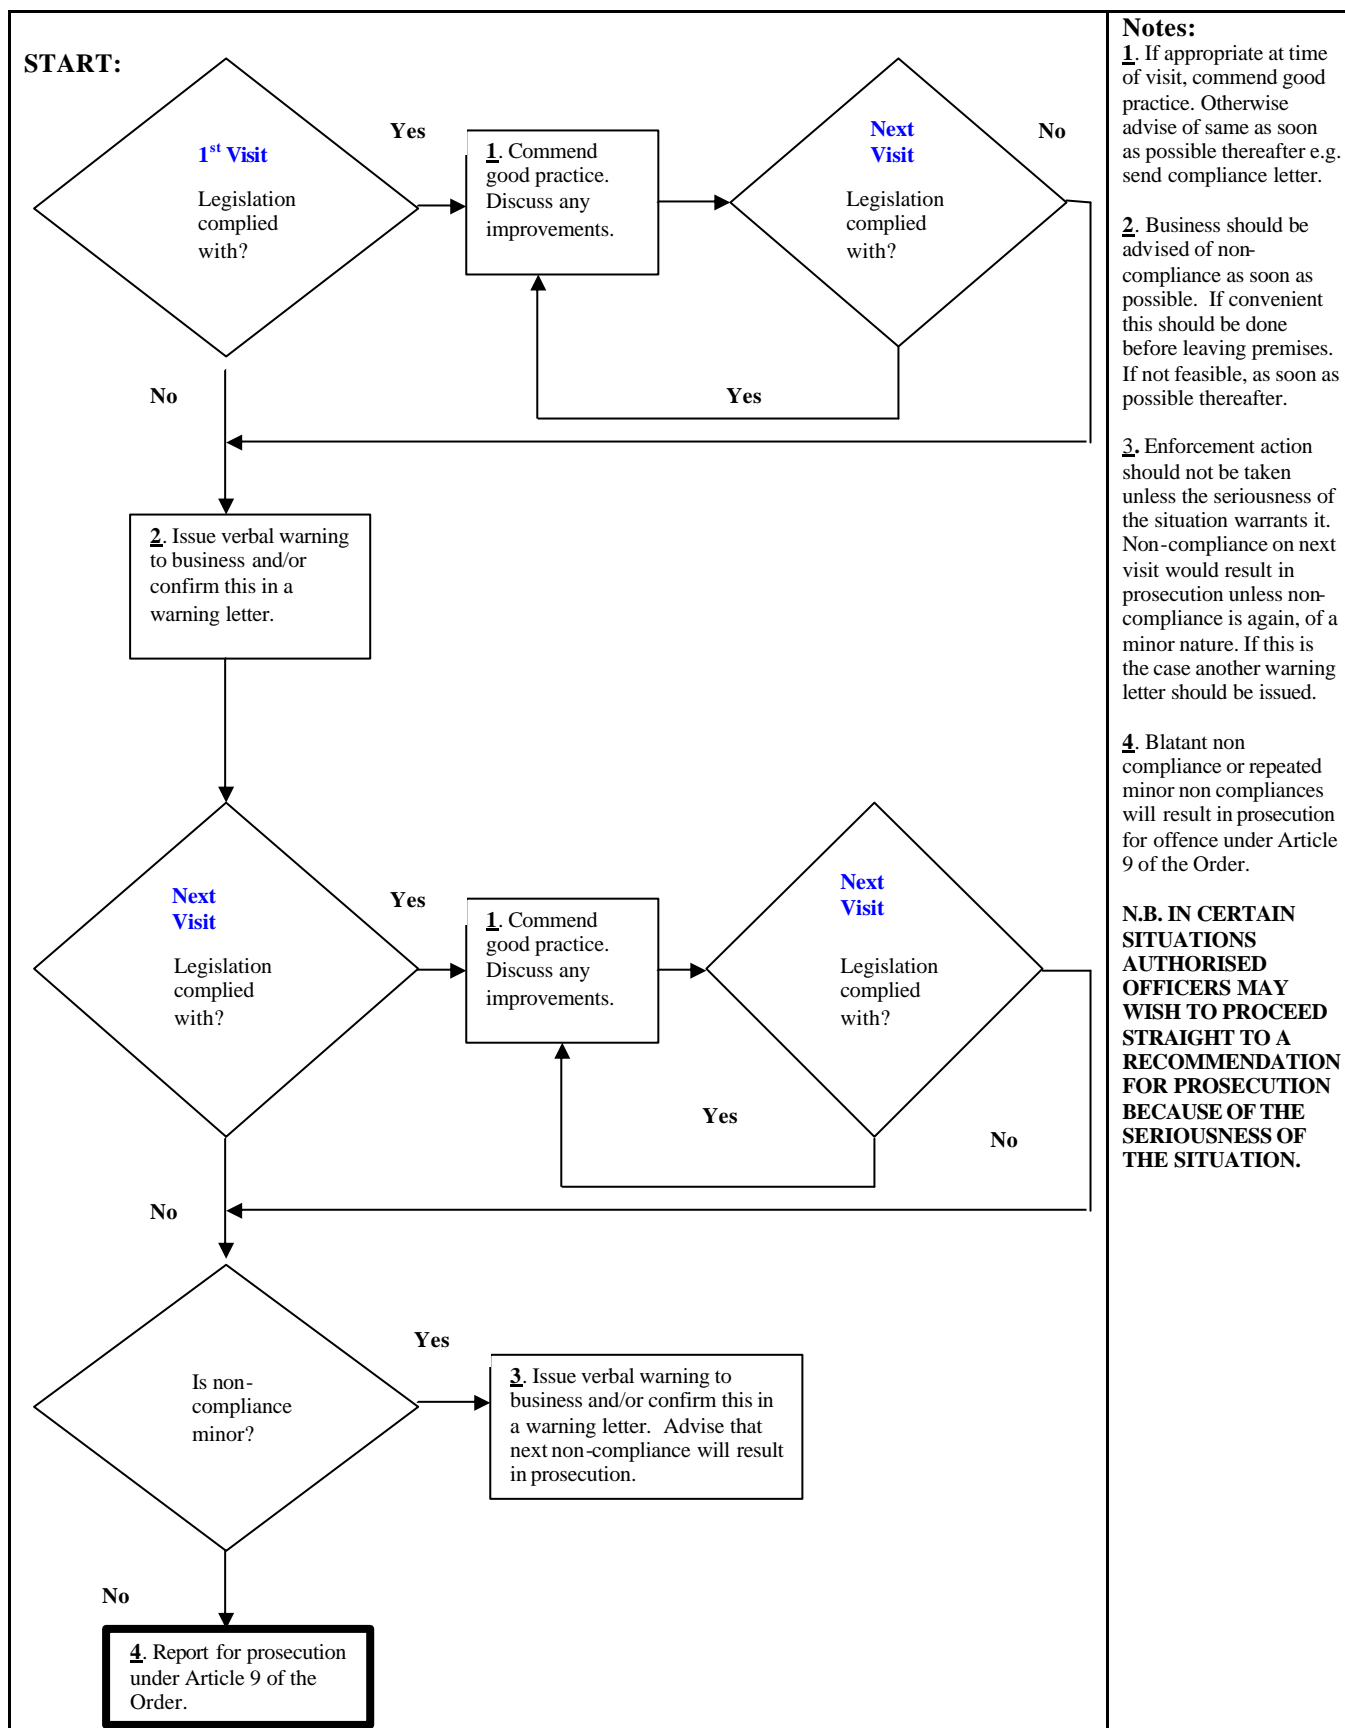 START:
1st Visit
Legislation
complied
with?
Yes
1. Commend
good practice.
Discuss any
improvements.
Next
Visit
Legislation
complied
with?
No
Yes
No
2. Issue verbal warning
to business and/or
confirm this in a
warning letter.
Next
Visit
Legislation
complied
with?
Yes
1. Commend
good practice.
Discuss any
improvements.
Next
Visit
Legislation
complied
with?
Yes
No
No
Is non-
compliance
minor?
Yes
3. Issue verbal warning to
business and/or confirm this in
a warning letter.  Advise that
next non-compliance will result
in prosecution.
No
4. Report for prosecution
under Article 9 of the
Order.
Notes:
1. If appropriate at time
of visit, commend good
practice. Otherwise
advise of same as soon
as possible thereafter e.g.
send compliance letter.
2. Business should be
advised of non-
compliance as soon as
possible.  If convenient
this should be done
before leaving premises.
If not feasible, as soon as
possible thereafter.
3. Enforcement action
should not be taken
unless the seriousness of
the situation warrants it.
Non-compliance on next
visit would result in
prosecution unless non-
compliance is again, of a
minor nature. If this is
the case another warning
letter should be issued.
4. Blatant non
compliance or repeated
minor non compliances
will result in prosecution
for offence under Article
9 of the Order.
N.B. IN CERTAIN
SITUATIONS
AUTHORISED
OFFICERS MAY
WISH TO PROCEED
STRAIGHT TO A
RECOMMENDATION
FOR PROSECUTION
BECAUSE OF THE
SERIOUSNESS OF
THE SITUATION.